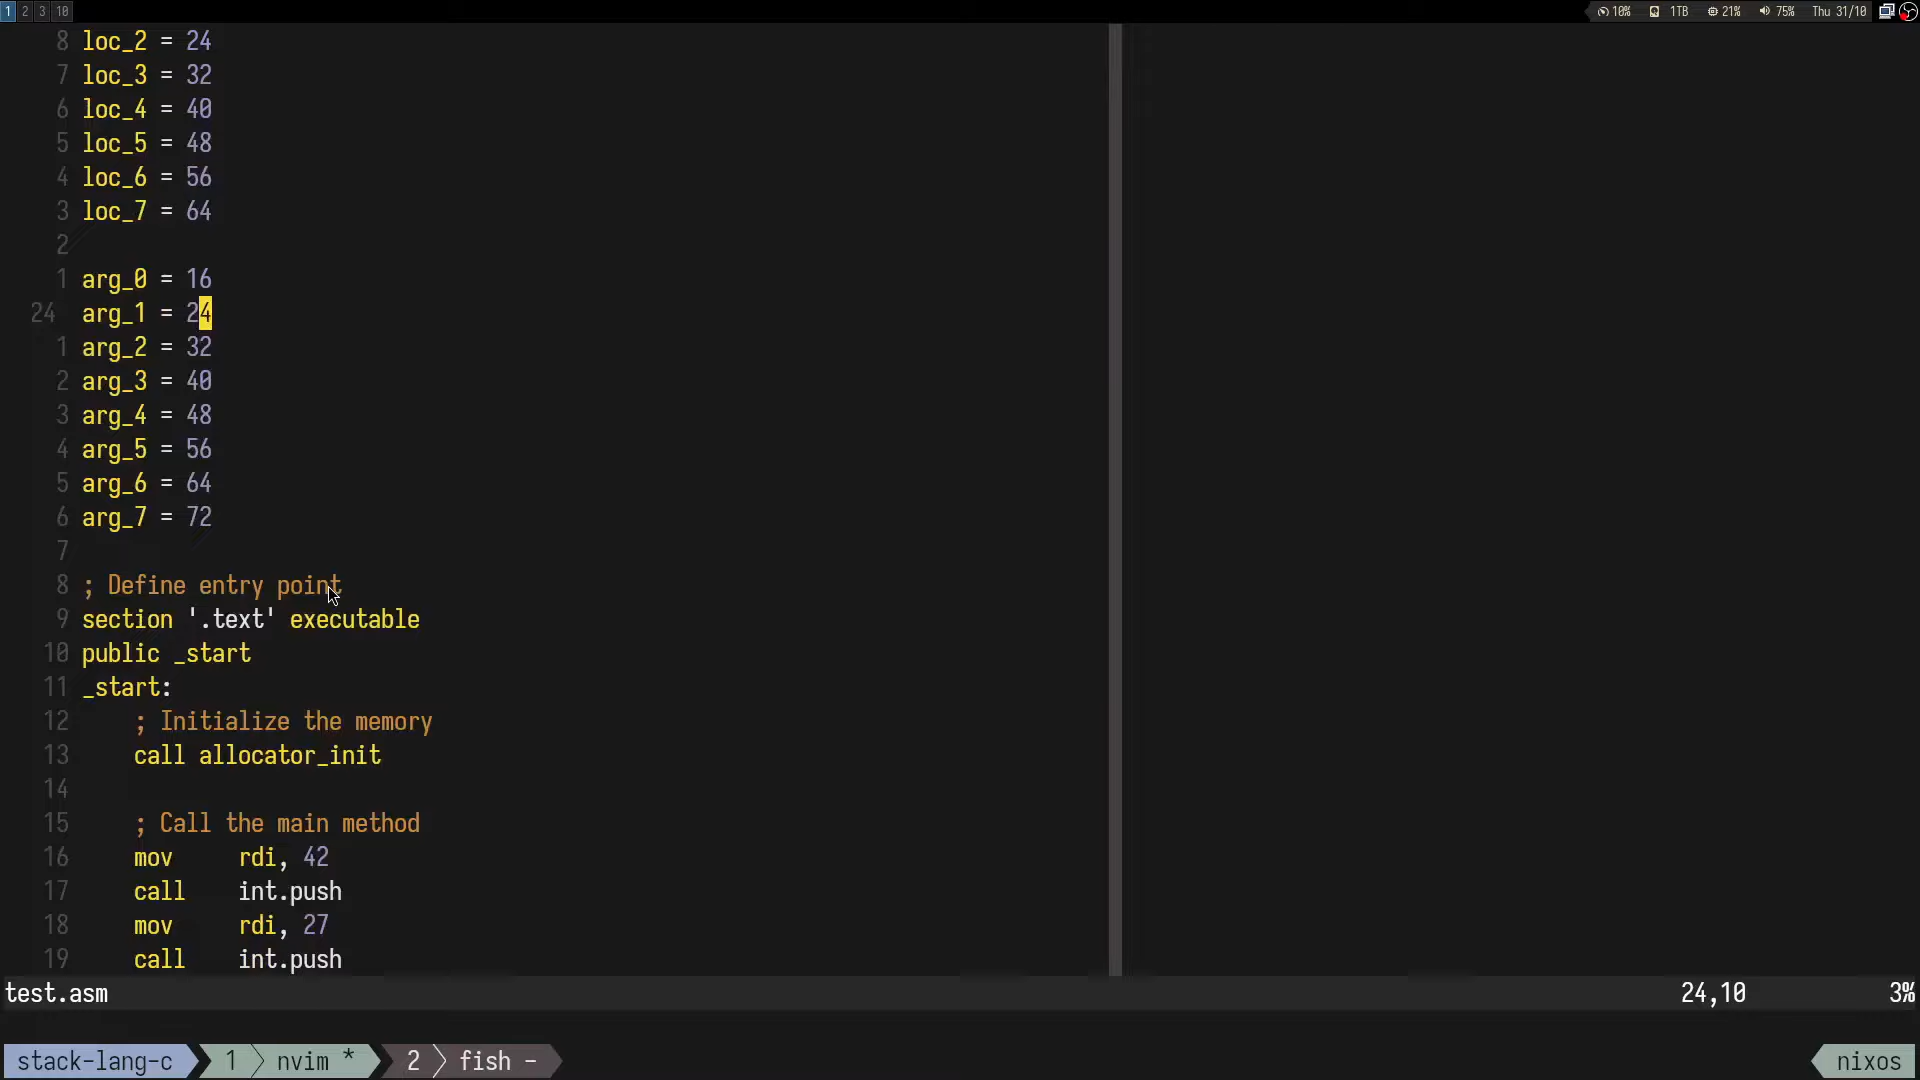 1 2 3 10 10% 1TB 21% 75% Thu 31/10
8 loc_2 = 24
7 loc_3 = 32
6 loc_4 = 40
5 loc_5 = 48
4 loc_6 = 56
3 loc_7 = 64
2
1 arg_0 = 16
24 arg_1 = 24
1 arg_2 = 32
2 arg_3 = 40
3 arg_4 = 48
4 arg_5 = 56
5 arg_6 = 64
6 arg_7 = 72
7
8 ; Define entry point
9 section '.text' executable
10 public _start
11 _start:
12     ; Initialize the memory
13     call allocator_init
14
15     ; Call the main method
16     mov     rdi, 42
17     call    int.push
18     mov     rdi, 27
19     call    int.push
test.asm 24,10 3%
stack-lang-c 1 nvim * 2 fish - nixos